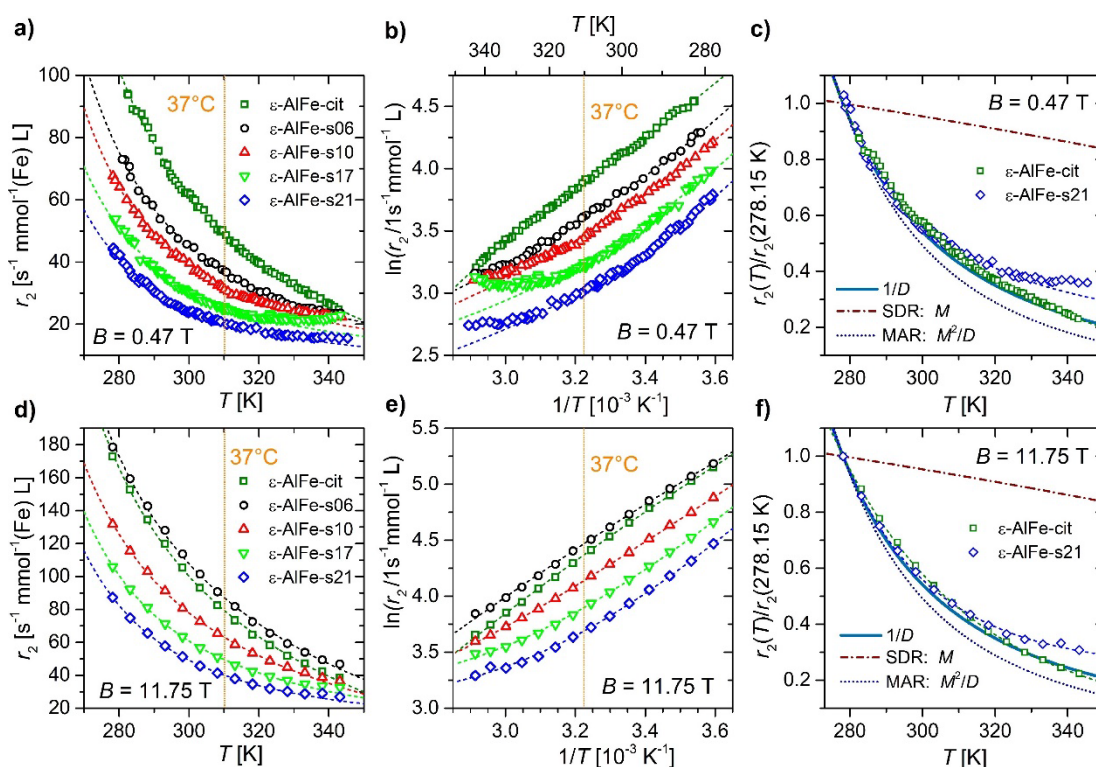 a)
r2 [s-1 mmol-1(Fe) L]
100
80
60
40
20
37°C
ε-AlFe-cit
ε-AlFe-s06
ε-AlFe-s10
ε-AlFe-s17
ε-AlFe-s21
B = 0.47 T
280 300 320 340
T [K]
b)
T [K]
340 320 300 280
ln(r2/1s-1mmol-1 L)
4.5
4.0
3.5
3.0
2.5
37°C
B = 0.47 T
3.0 3.2 3.4 3.6
1/T [10-3 K-1]
c)
r2(T)/r2(278.15 K)
1.0
0.8
0.6
0.4
0.2
B = 0.47 T
ε-AlFe-cit
ε-AlFe-s21
1/D
SDR: M
MAR: M2/D
280 300 320 340
T [K]
d)
r2 [s-1 mmol-1(Fe) L]
180
160
140
120
100
80
60
40
20
37°C
ε-AlFe-cit
ε-AlFe-s06
ε-AlFe-s10
ε-AlFe-s17
ε-AlFe-s21
B = 11.75 T
280 300 320 340
T [K]
e)
ln(r2/1s-1mmol-1 L)
5.5
5.0
4.5
4.0
3.5
3.0
37°C
B = 11.75 T
3.0 3.2 3.4 3.6
1/T [10-3 K-1]
f)
r2(T)/r2(278.15 K)
1.0
0.8
0.6
0.4
0.2
B = 11.75 T
ε-AlFe-cit
ε-AlFe-s21
1/D
SDR: M
MAR: M2/D
280 300 320 340
T [K]